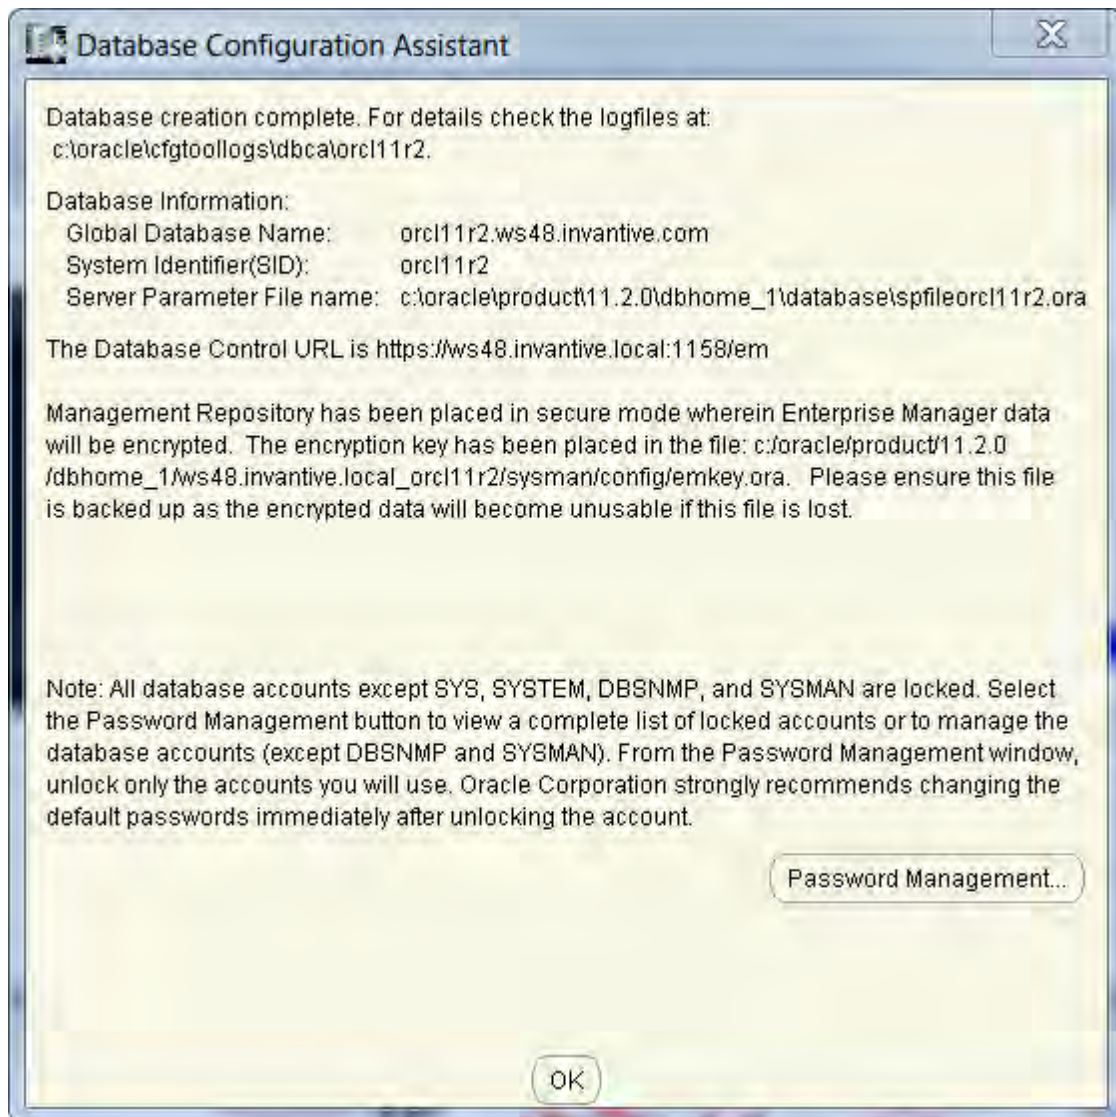 Database Configuration Assistant
Database creation complete. For details check the logfiles at:
c:\oracle\cfgtoollogs\dbca\orcl11r2.
Database Information:
Global Database Name: orcl11r2.ws48.invantive.com
System Identifier(SID): orcl11r2
Server Parameter File name: c:\oracle\product\11.2.0\dbhome_1\database\spfileorcl11r2.ora
The Database Control URL is https://ws48.invantive.local:1158/em
Management Repository has been placed in secure mode wherein Enterprise Manager data
will be encrypted. The encryption key has been placed in the file: c:/oracle/product/11.2.0
/dbhome_1/ws48.invantive.local_orcl11r2/sysman/config/emkey.ora. Please ensure this file
is backed up as the encrypted data will become unusable if this file is lost.
Note: All database accounts except SYS, SYSTEM, DBSNMP, and SYSMAN are locked. Select
the Password Management button to view a complete list of locked accounts or to manage the
database accounts (except DBSNMP and SYSMAN). From the Password Management window,
unlock only the accounts you will use. Oracle Corporation strongly recommends changing the
default passwords immediately after unlocking the account.
Password Management...
OK